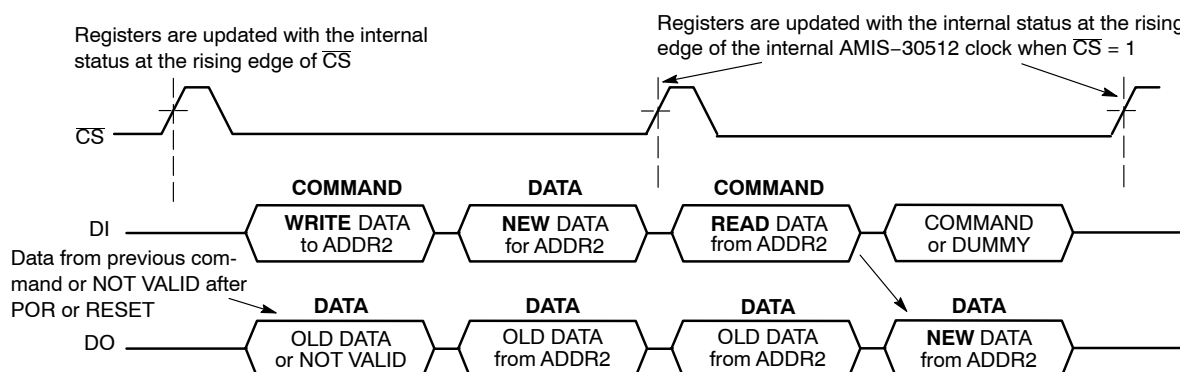 Registers are updated with the internal
status at the rising edge of CS
Registers are updated with the internal status at the rising
edge of the internal AMIS−30512 clock when CS = 1
CS
COMMAND
DATA
COMMAND
DI
WRITE DATA
to ADDR2
NEW DATA
for ADDR2
READ DATA
from ADDR2
COMMAND
or DUMMY
Data from previous com-
mand or NOT VALID after
POR or RESET
DATA
DATA
DATA
DATA
DO
OLD DATA
or NOT VALID
OLD DATA
from ADDR2
OLD DATA
from ADDR2
NEW DATA
from ADDR2